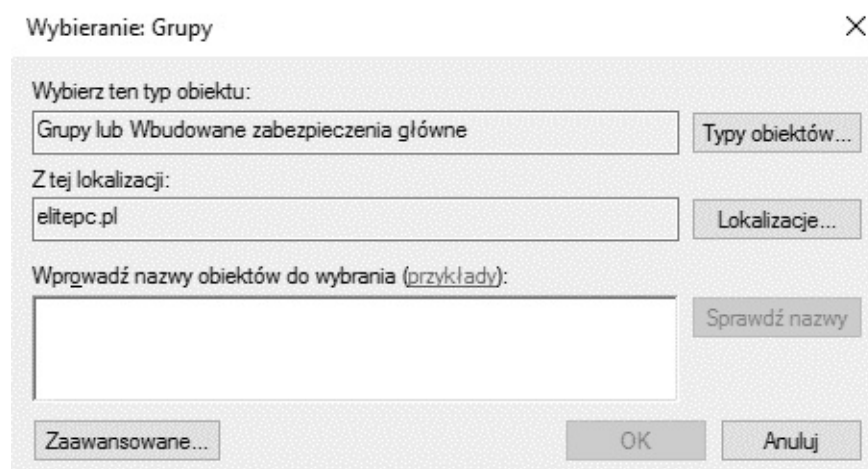 Wybieranie: Grupy
Wybierz ten typ obiektu:
Grupy lub Wbudowane zabezpieczenia główne
Typy obiektów...
Z tej lokalizacji:
elitepc.pl
Lokalizacje...
Wprowadź nazwy obiektów do wybrania (przykłady):
Sprawdź nazwy
Zaawansowane...
OK
Anuluj